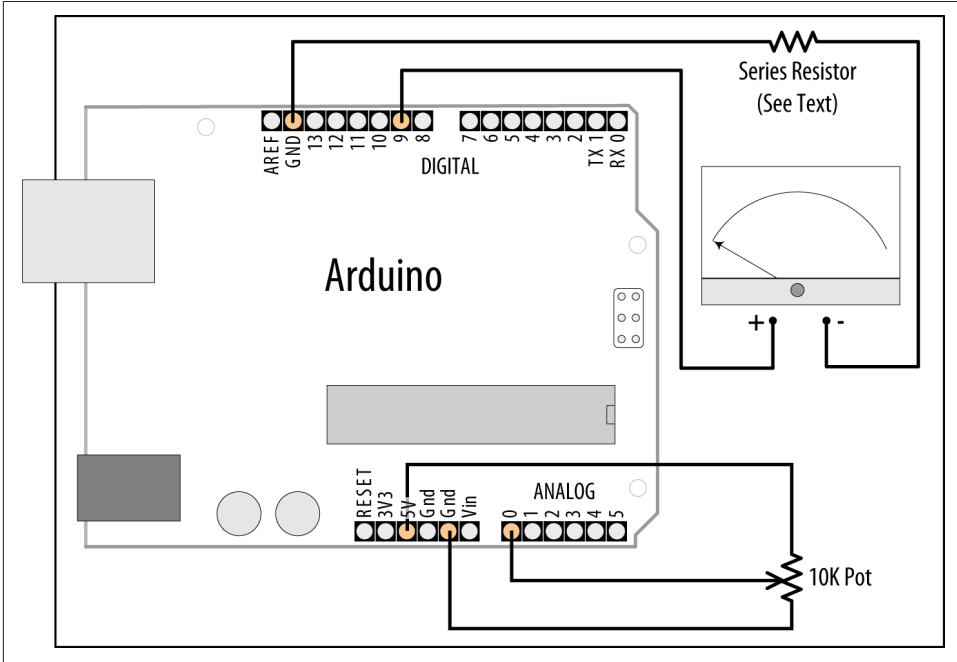 Series Resistor
(See Text)
AREF
GND
13
12
11
10
9
8
7
6
5
4
3
2
TX 1
RX 0
DIGITAL
+
-
Arduino
RESET
3V3
5V
Gnd
Gnd
Vin
ANALOG
0
1
2
3
4
5
10K Pot